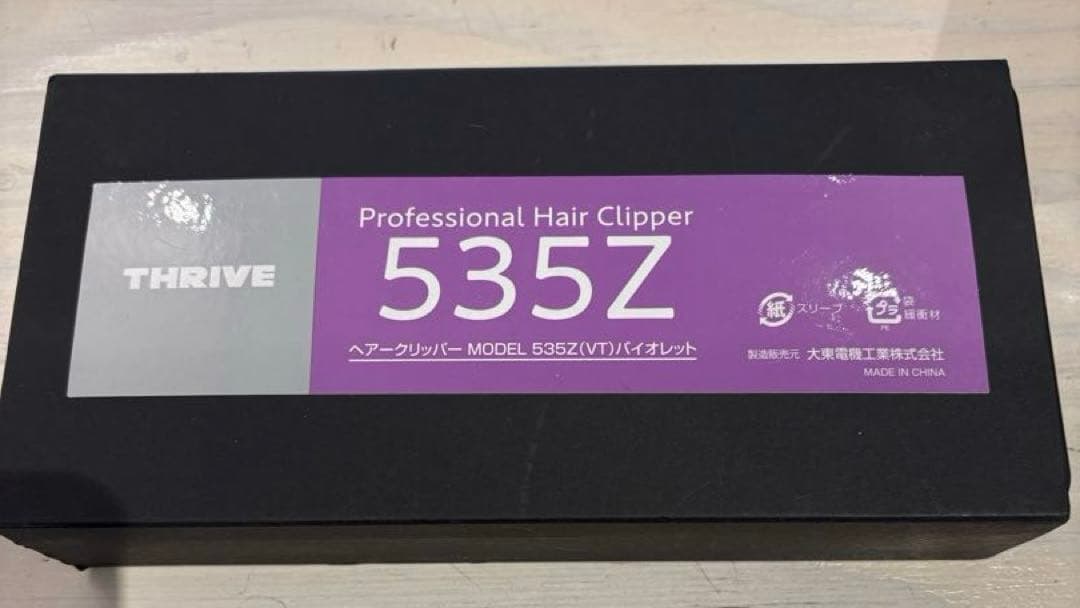 THRIVE
Professional Hair Clipper
535Z
ヘアークリッパー MODEL 535Z(VT)バイオレット
紙 スリーブ
プラ 袋 緩衝材
PE
製造販売元 大東電機工業株式会社
MADE IN CHINA